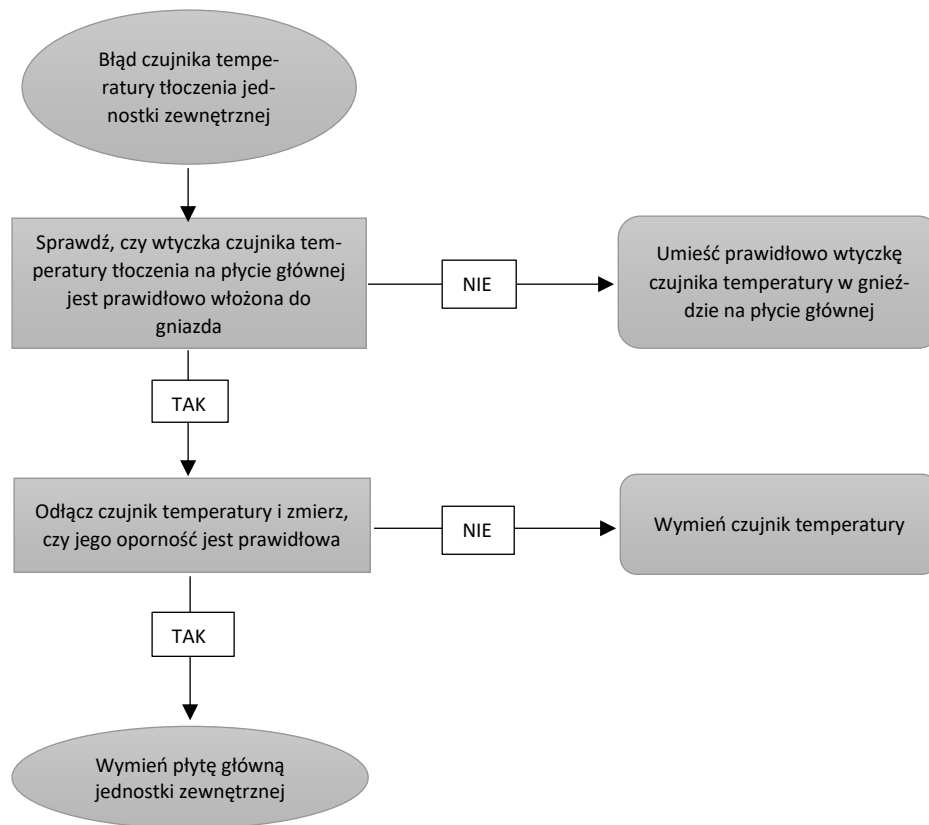 Błąd czujnika tempe-
ratury tłoczenia jed-
nostki zewnętrznej
Sprawdź, czy wtyczka czujnika tem-
peratury tłoczenia na płycie głównej
jest prawidłowo włożona do
gniazda
NIE
Umieść prawidłowo wtyczkę
czujnika temperatury w gnieź-
dzie na płycie głównej
TAK
Odłącz czujnik temperatury i zmierz,
czy jego oporność jest prawidłowa
NIE
Wymień czujnik temperatury
TAK
Wymień płytę główną
jednostki zewnętrznej